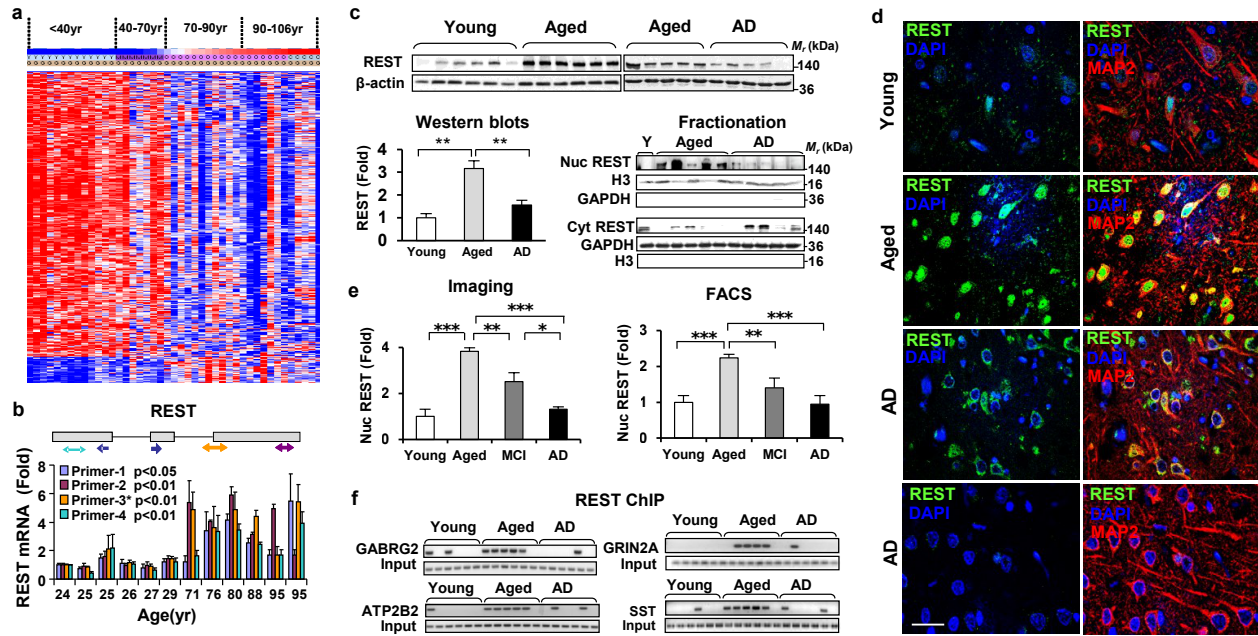 a
<40yr 40-70yr 70-90yr 90-106yr
b
REST
Primer-1 p<0.05
Primer-2 p<0.01
Primer-3* p<0.01
Primer-4 p<0.01
REST mRNA (Fold)
8
6
4
2
0
24 25 25 26 27 29 71 76 80 88 95 95
Age(yr)
c
Young Aged Aged AD
Mr (kDa)
REST
140
β-actin
36
Western blots
** **
REST (Fold)
4
3
2
1
0
Young Aged AD
Fractionation
Y Aged AD Mr (kDa)
Nuc REST
140
H3
16
GAPDH
36
Cyt REST
140
GAPDH
36
H3
16
e
Imaging
***
*** ** *
Nuc REST (Fold)
4
2
0
Young Aged MCI AD
FACS
***
*** **
Nuc REST (Fold)
3
2
1
0
Young Aged MCI AD
f
REST ChIP
Young Aged AD
GABRG2
Input
GRIN2A
Input
Young Aged AD
ATP2B2
Input
Young Aged AD
SST
Input
d
Young
REST
DAPI
REST
DAPI
MAP2
Aged
REST
DAPI
REST
DAPI
MAP2
AD
REST
DAPI
REST
DAPI
MAP2
AD
REST
DAPI
REST
DAPI
MAP2